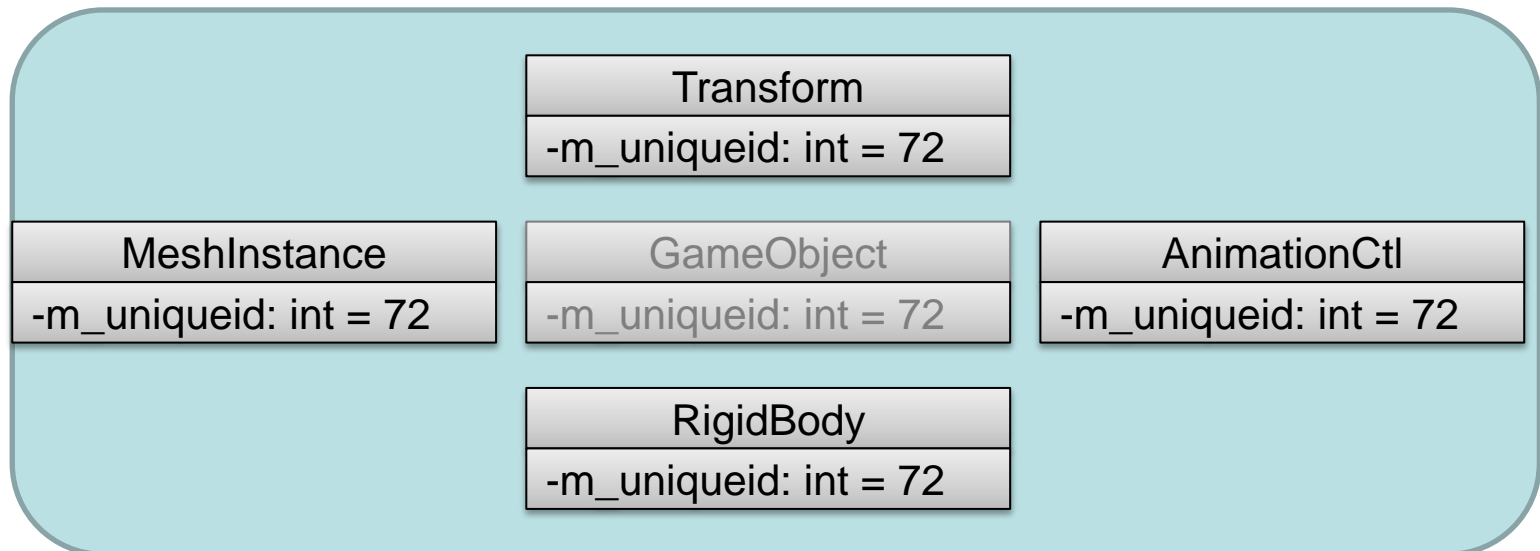 Transform
-m_uniqueid: int = 72
MeshInstance
-m_uniqueid: int = 72
GameObject
-m_uniqueid: int = 72
AnimationCtl
-m_uniqueid: int = 72
RigidBody
-m_uniqueid: int = 72